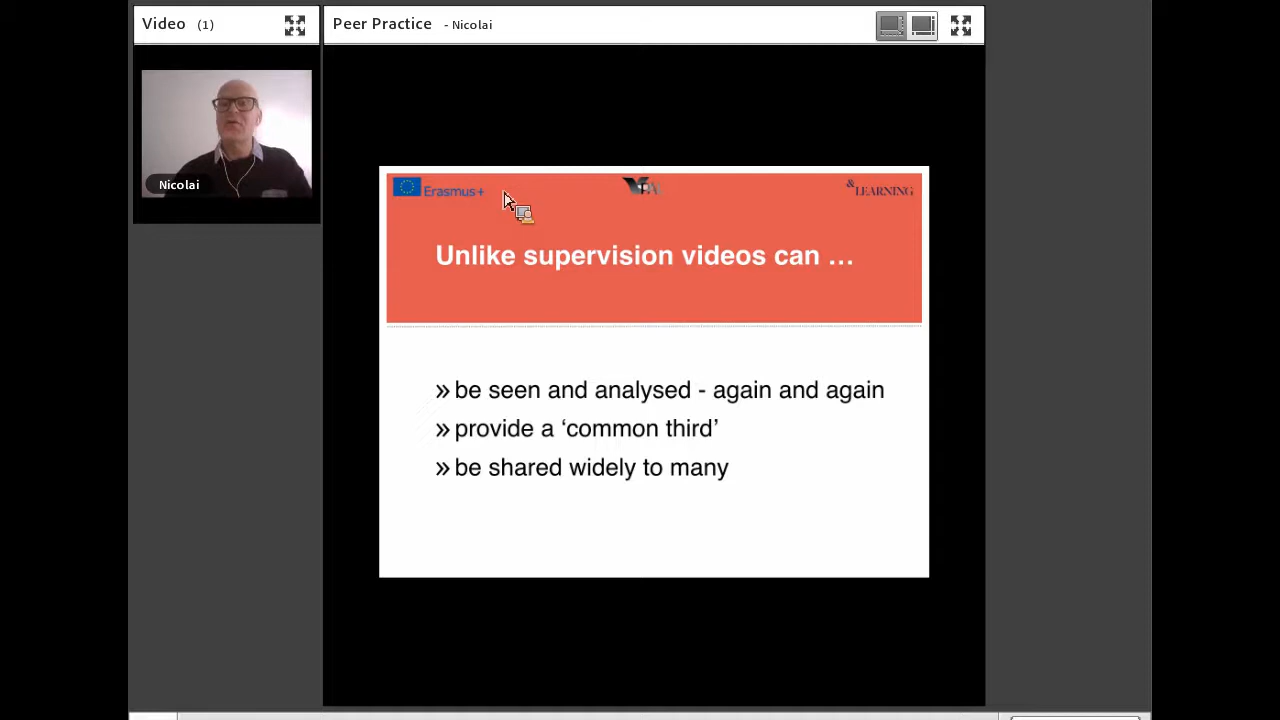 Video (1)
Peer Practice - Nicolai
Nicolai
Erasmus+
&LEARNING
Unlike supervision videos can …
» be seen and analysed - again and again
» provide a ‘common third’
» be shared widely to many